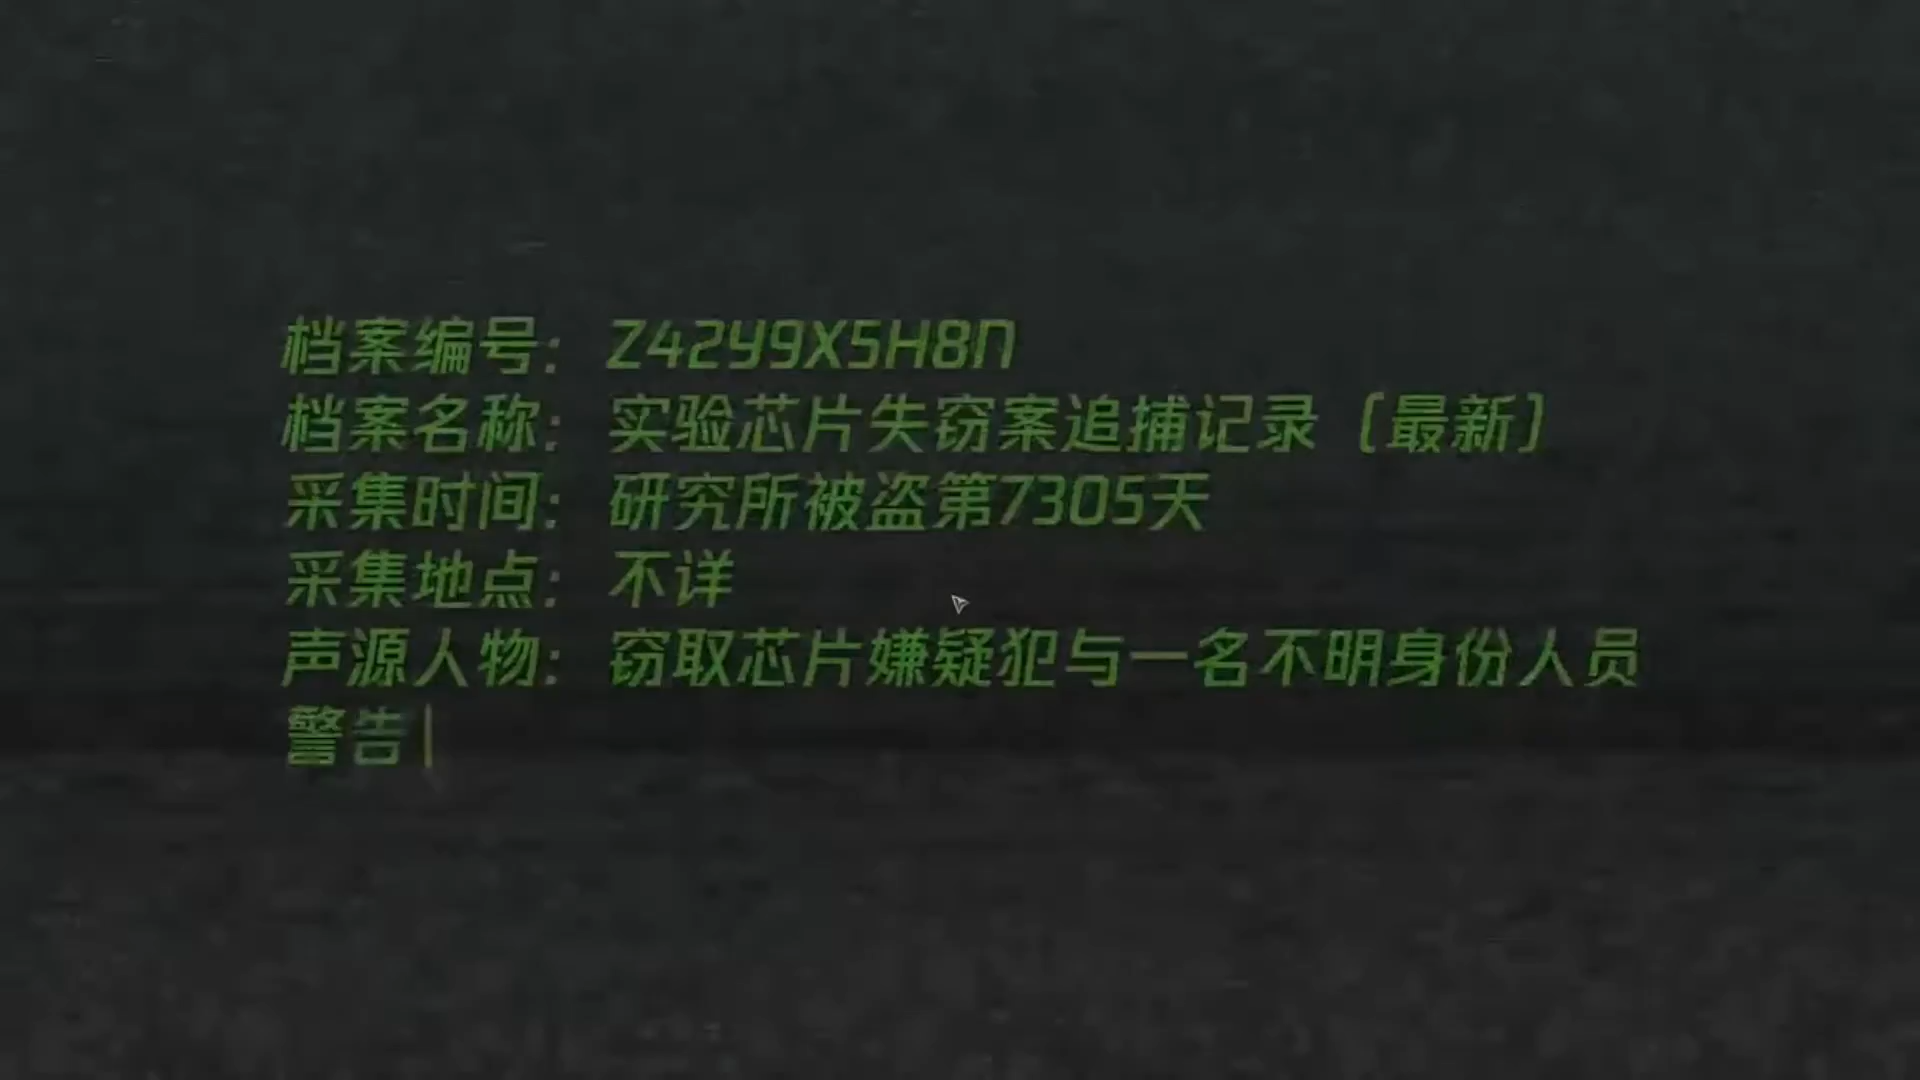 档案编号：Z42Y9X5H8N
档案名称：实验芯片失窃案追捕记录〔最新〕
采集时间：研究所被盗第7305天
采集地点：不详
声源人物：窃取芯片嫌疑犯与一名不明身份人员
警告